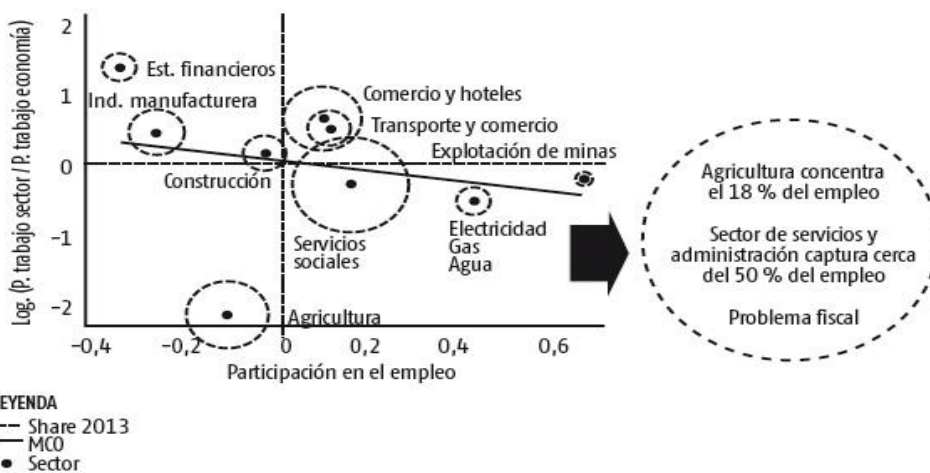 Log. (P. trabajo sector / P. trabajo economía)
2
1
0
−1
−2
Est. financieros
Ind. manufacturera
Comercio y hoteles
Transporte y comercio
Explotación de minas
Construcción
Servicios
sociales
Electricidad
Gas
Agua
Agricultura
−0,4
−0,2
0
0,2
0,4
0,6
Participación en el empleo
Agricultura concentra
el 18 % del empleo
Sector de servicios y
administración captura cerca
del 50 % del empleo
Problema fiscal
EYENDA
Share 2013
MCO
Sector